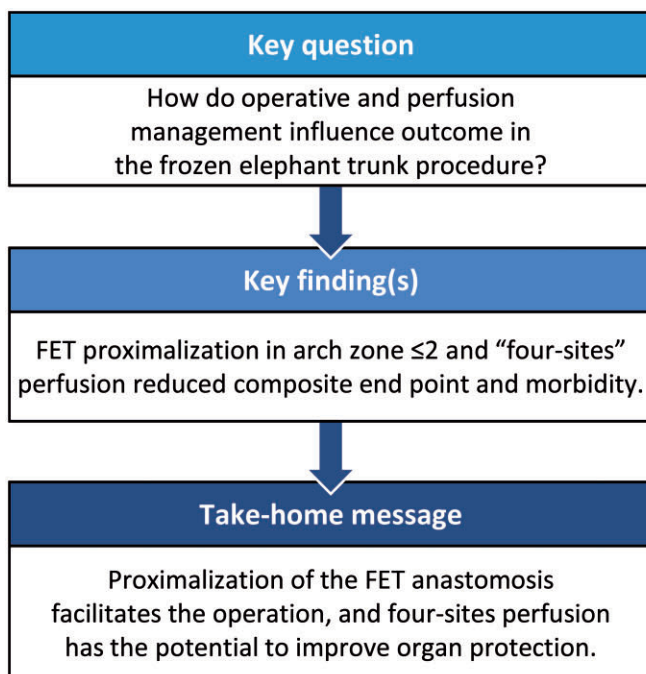 Key question
How do operative and perfusion
management influence outcome in
the frozen elephant trunk procedure?
Key finding(s)
FET proximalization in arch zone ≤2 and “four-sites”
perfusion reduced composite end point and morbidity.
Take-home message
Proximalization of the FET anastomosis
facilitates the operation, and four-sites perfusion
has the potential to improve organ protection.